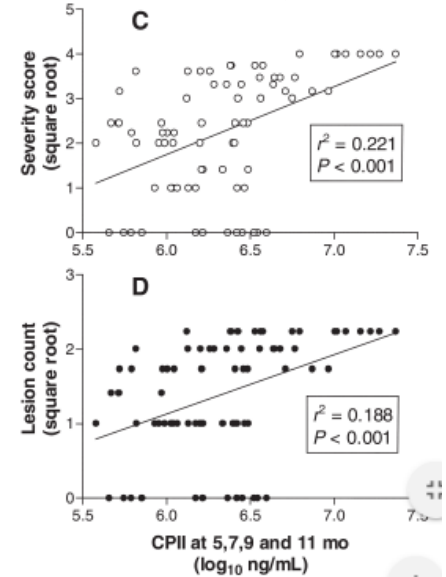 C
Severity score
(square root)
5
4
3
2
1
0
r² = 0.221
P < 0.001
5.5 6.0 6.5 7.0 7.5
D
Lesion count
(square root)
3
2
1
0
r² = 0.188
P < 0.001
5.5 6.0 6.5 7.0 7.5
CPII at 5,7,9 and 11 mo
(log₁₀ ng/mL)